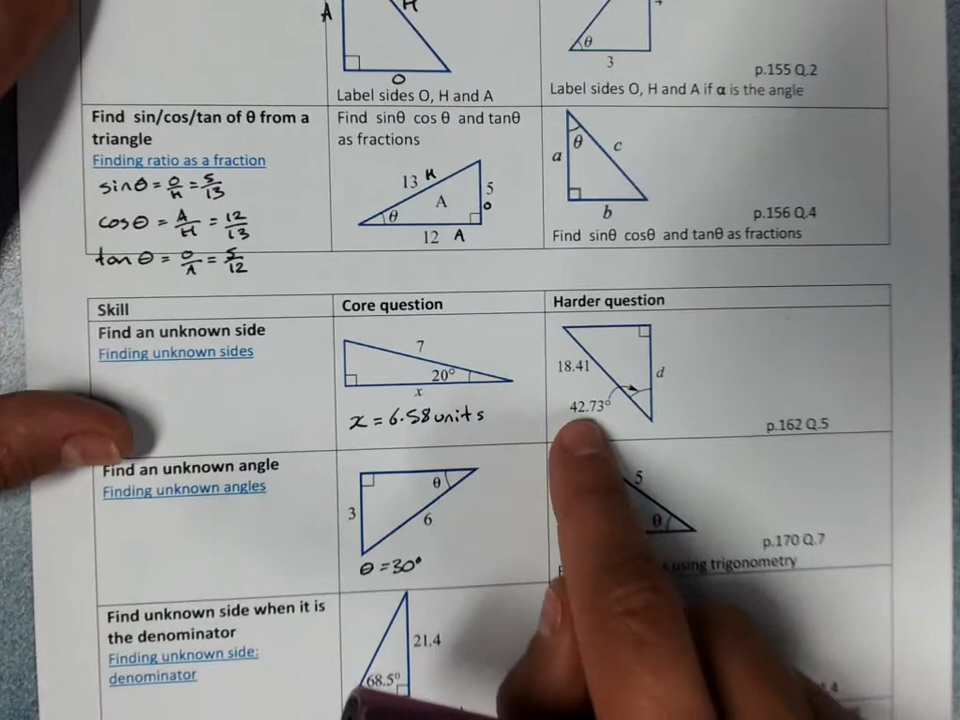 A
H
O
Label sides O, H and A
θ
3
p.155 Q.2
Label sides O, H and A if α is the angle
Find sin/cos/tan of θ from a
triangle
Finding ratio as a fraction
sinθ = O/H = 5/13
cosθ = A/H = 12/13
tanθ = O/A = 5/12
Find sinθ cosθ and tanθ
as fractions
13 H
A
5
O
θ
12 A
θ
a
c
b
p.156 Q.4
Find sinθ cosθ and tanθ as fractions
Skill
Core question
Harder question
Find an unknown side
Finding unknown sides
7
20°
x
x = 6.58 units
18.41
d
42.73°
p.162 Q.5
Find an unknown angle
Finding unknown angles
θ
3
6
θ = 30°
5
θ
p.170 Q.7
using trigonometry
Find unknown side when it is
the denominator
Finding unknown side:
denominator
21.4
68.5°